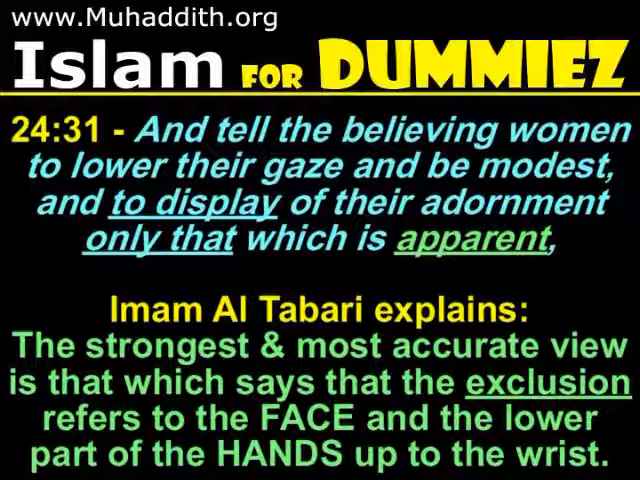 www.Muhaddith.org
Islam FOR DUMMIEZ
24:31 - And tell the believing women
to lower their gaze and be modest,
and to display of their adornment
only that which is apparent,
Imam Al Tabari explains:
The strongest & most accurate view
is that which says that the exclusion
refers to the FACE and the lower
part of the HANDS up to the wrist.